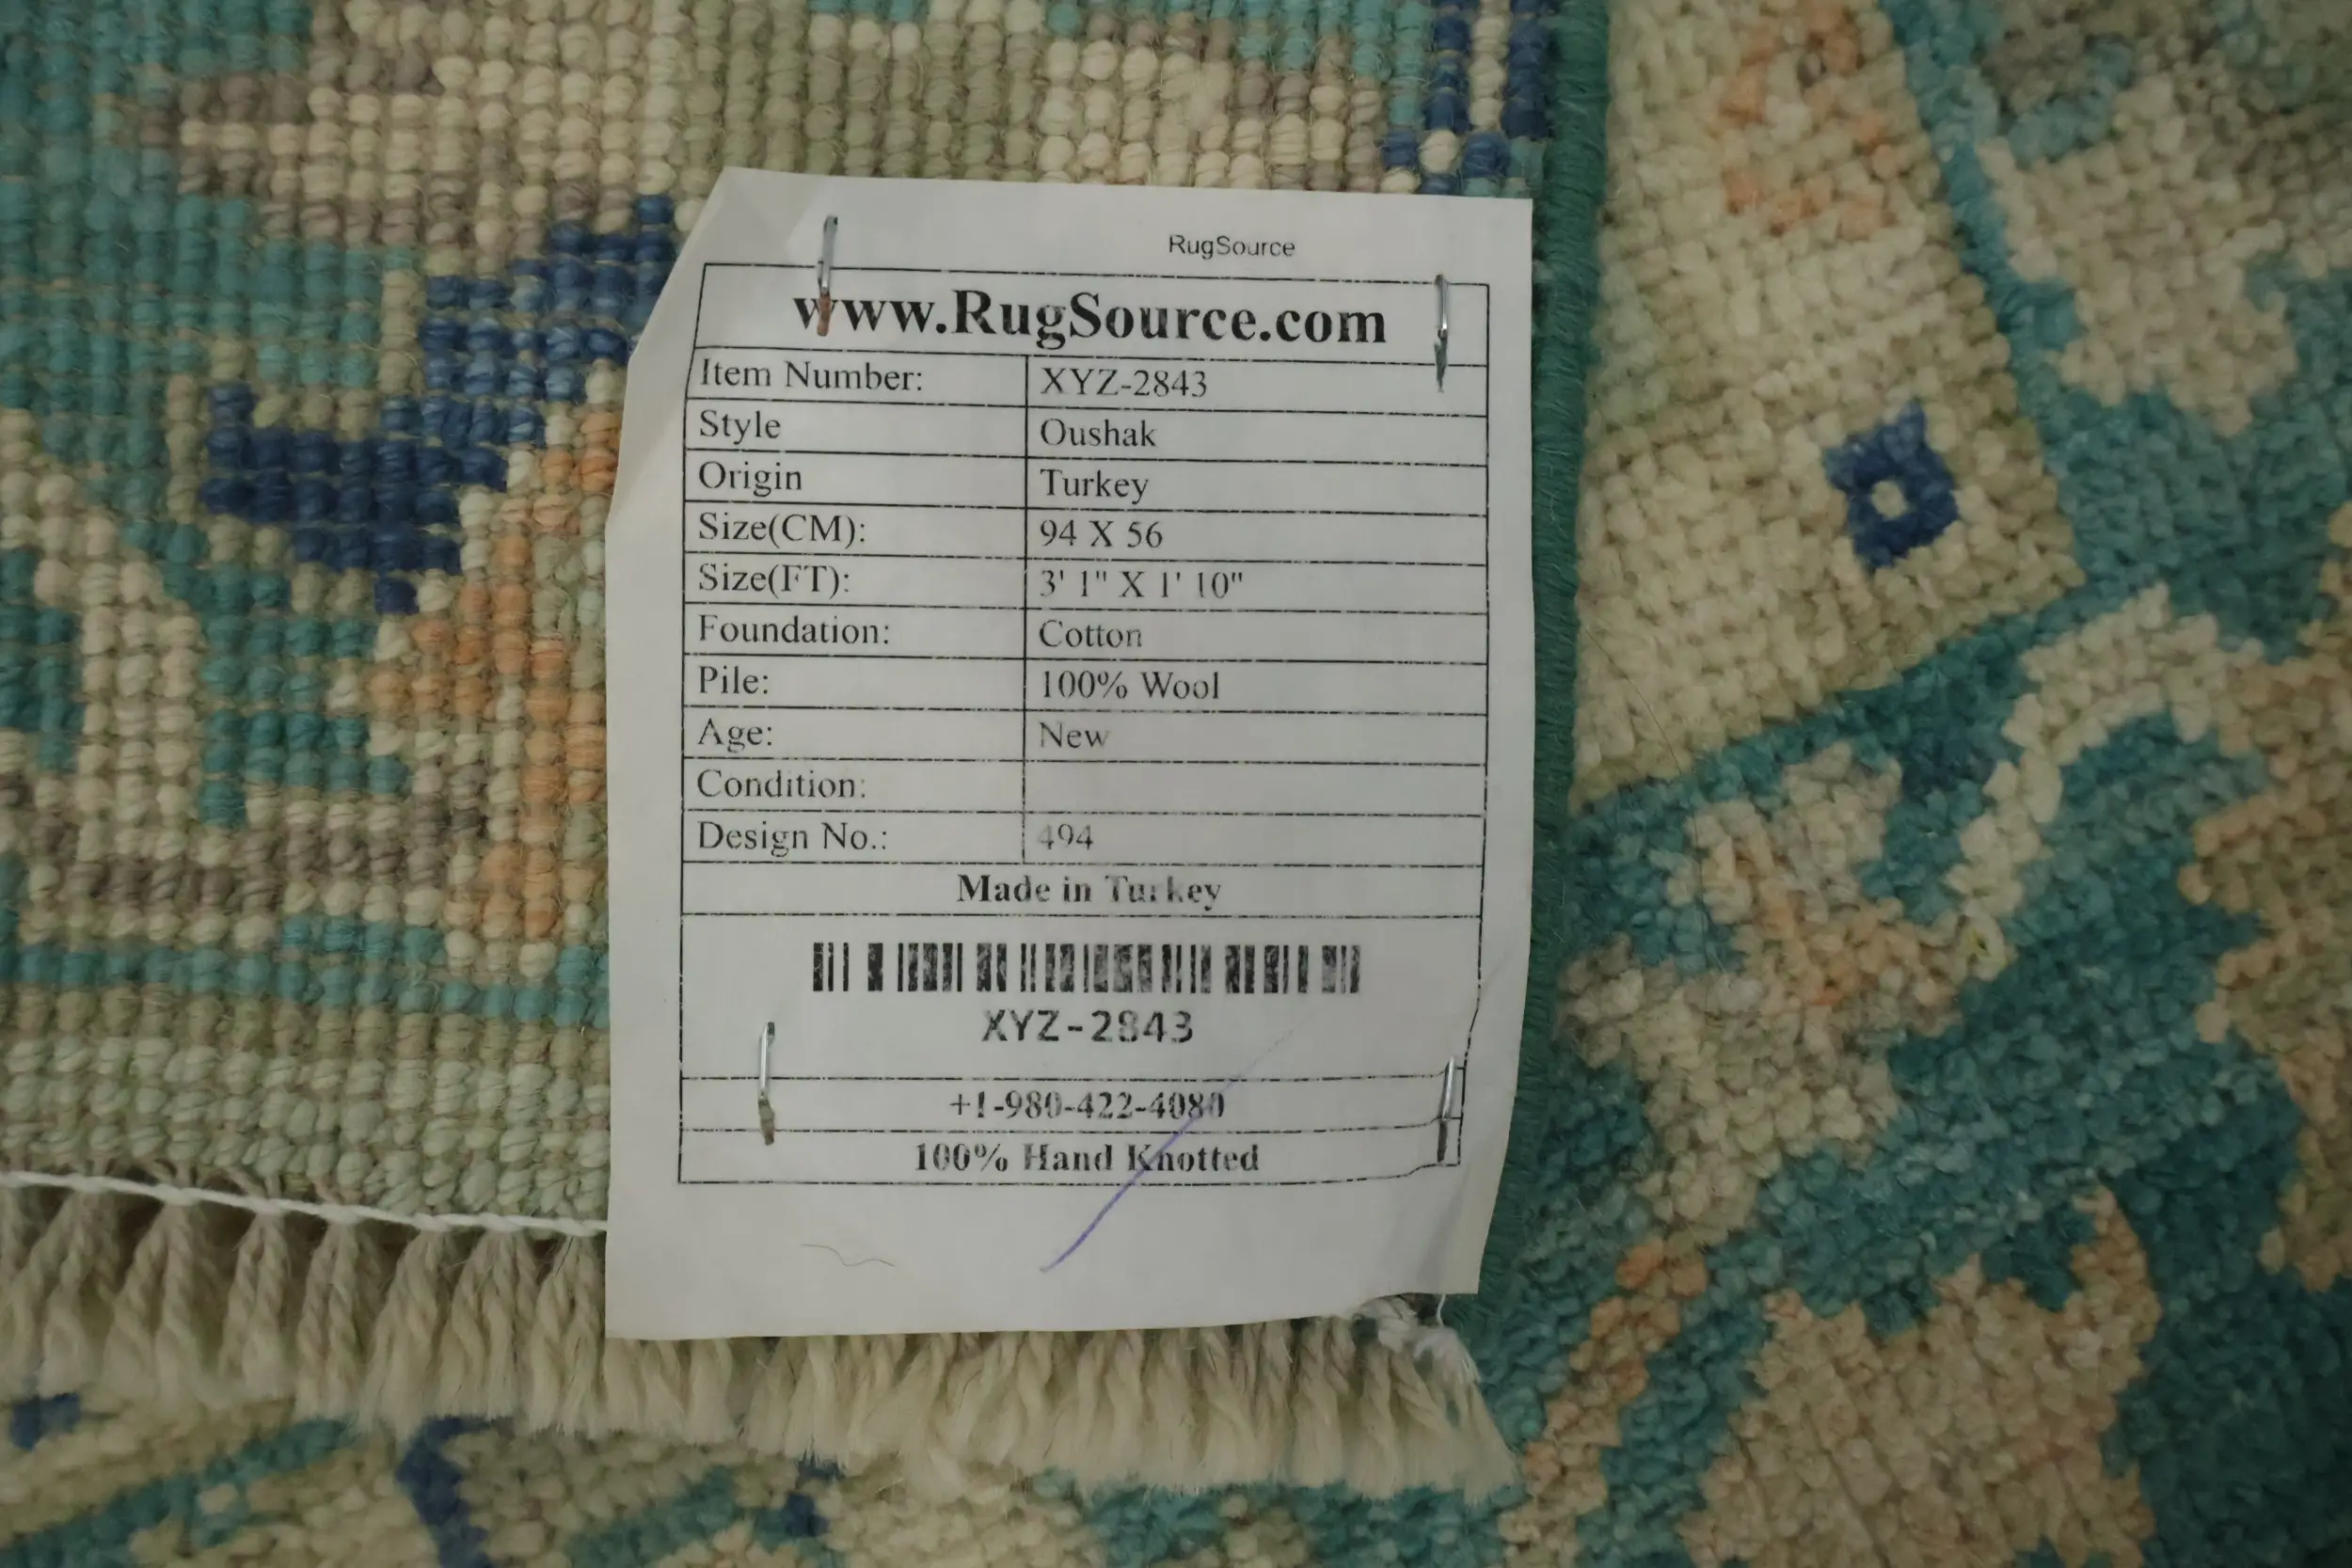 RugSource
www.RugSource.com
Item Number: XYZ-2843
Style Oushak
Origin Turkey
Size(CM): 94 X 56
Size(FT): 3' 1" X 1' 10"
Foundation: Cotton
Pile: 100% Wool
Age: New
Condition:
Design No.: 494
Made in Turkey
XYZ-2843
+1-980-422-4080
100% Hand Knotted